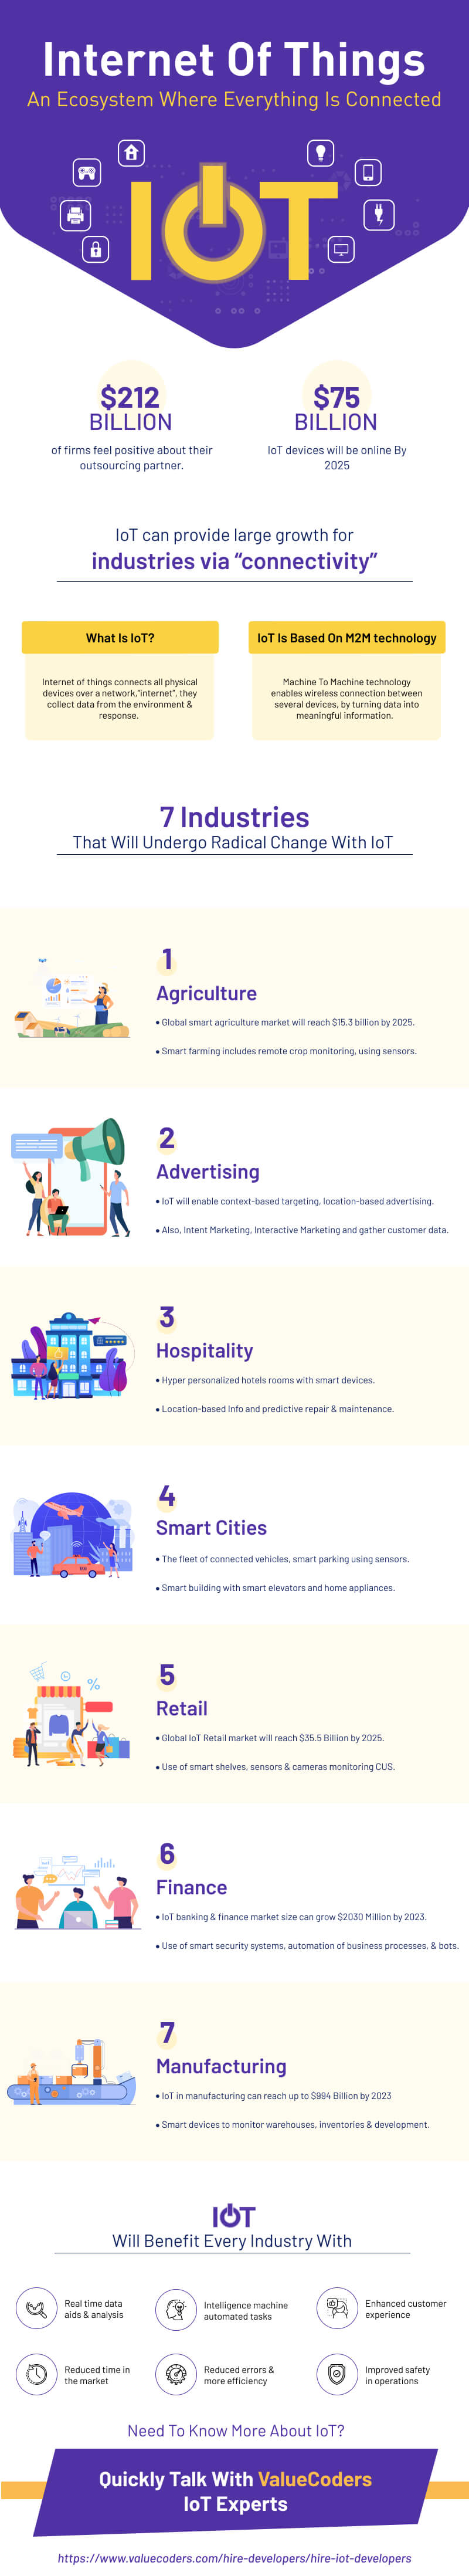 Internet Of Things
An Ecosystem Where Everything Is Connected
IOT
$212
BILLION
of firms feel positive about their
outsourcing partner.
$75
BILLION
IoT devices will be online By
2025
IoT can provide large growth for
industries via “connectivity”
What Is IoT?
Internet of things connects all physical
devices over a network,"internet", they
collect data from the environment &
response.
IoT Is Based On M2M technology
Machine To Machine technology
enables wireless connection between
several devices, by turning data into
meaningful information.
7 Industries
That Will Undergo Radical Change With IoT
1
Agriculture
• Global smart agriculture market will reach $15.3 billion by 2025.
• Smart farming includes remote crop monitoring, using sensors.
2
Advertising
• IoT will enable context-based targeting, location-based advertising.
• Also, Intent Marketing, Interactive Marketing and gather customer data.
3
Hospitality
• Hyper personalized hotels rooms with smart devices.
• Location-based Info and predictive repair & maintenance.
4
Smart Cities
• The fleet of connected vehicles, smart parking using sensors.
• Smart building with smart elevators and home appliances.
5
Retail
• Global IoT Retail market will reach $35.5 Billion by 2025.
• Use of smart shelves, sensors & cameras monitoring CUS.
%
6
Finance
• IoT banking & finance market size can grow $2030 Million by 2023.
• Use of smart security systems, automation of business processes, & bots.
7
Manufacturing
• IoT in manufacturing can reach up to $994 Billion by 2023
• Smart devices to monitor warehouses, inventories & development.
IOT
Will Benefit Every Industry With
Real time data
aids & analysis
Intelligence machine
automated tasks
Enhanced customer
experience
Reduced time in
the market
Reduced errors &
more efficiency
Improved safety
in operations
Need To Know More About IoT?
Quickly Talk With ValueCoders
IoT Experts
https://www.valuecoders.com/hire-developers/hire-iot-developers